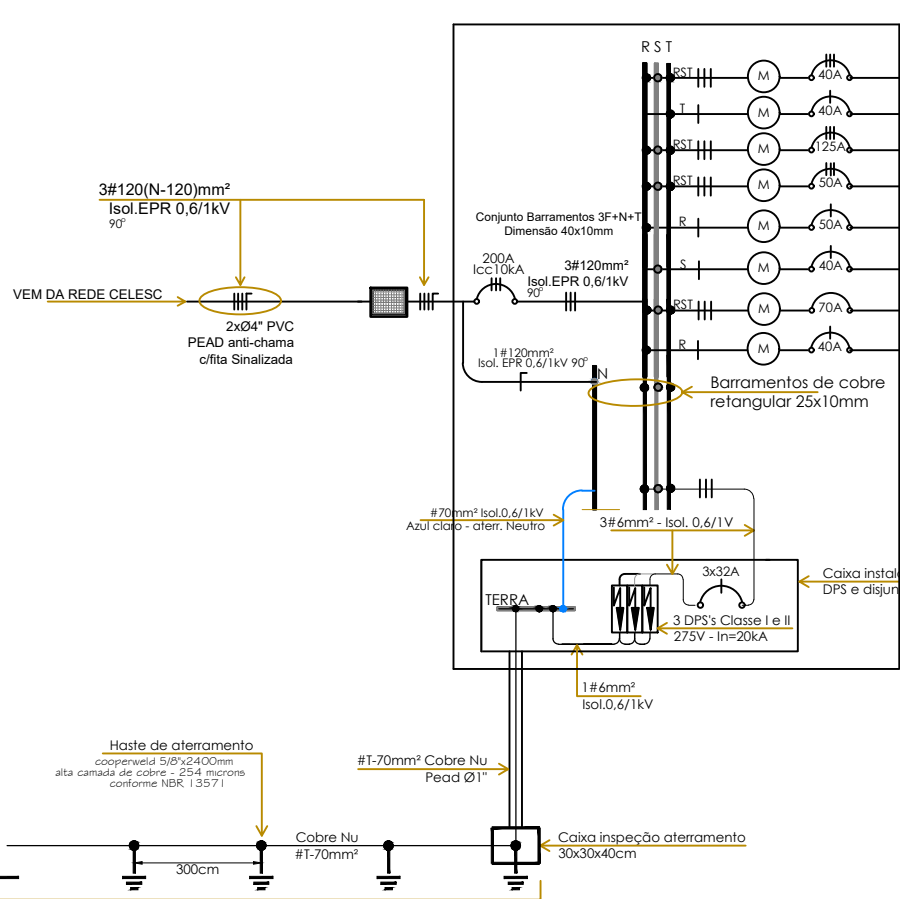 R S T
RST
M
40A
T
M
40A
RST
M
125A
RST
M
50A
R
M
50A
S
M
40A
RST
M
70A
R
M
40A
3#120(N-120)mm²
Isol.EPR 0,6/1kV
90°
Conjunto Barramentos 3F+N+T
Dimensão 40x10mm
200A
Icc10kA
3#120mm²
Isol.EPR 0,6/1kV
90°
VEM DA REDE CELESC
2xØ4" PVC
PEAD anti-chama
c/fita Sinalizada
1#120mm²
Isol. EPR 0,6/1kV 90°
N
Barramentos de cobre
retangular 25x10mm
#70mm² Isol.0,6/1kV
Azul claro - aterr. Neutro
3#6mm² - Isol. 0,6/1V
3x32A
Caixa instal
DPS e disjun
TERRA
3 DPS's Classe I e II
275V - In=20kA
1#6mm²
Isol.0,6/1kV
Haste de aterramento
cooperweld 5/8"x2400mm
alta camada de cobre - 254 microns
conforme NBR 13571
#T-70mm² Cobre Nu
Pead Ø1"
Cobre Nu
#T-70mm²
300cm
Caixa inspeção aterramento
30x30x40cm